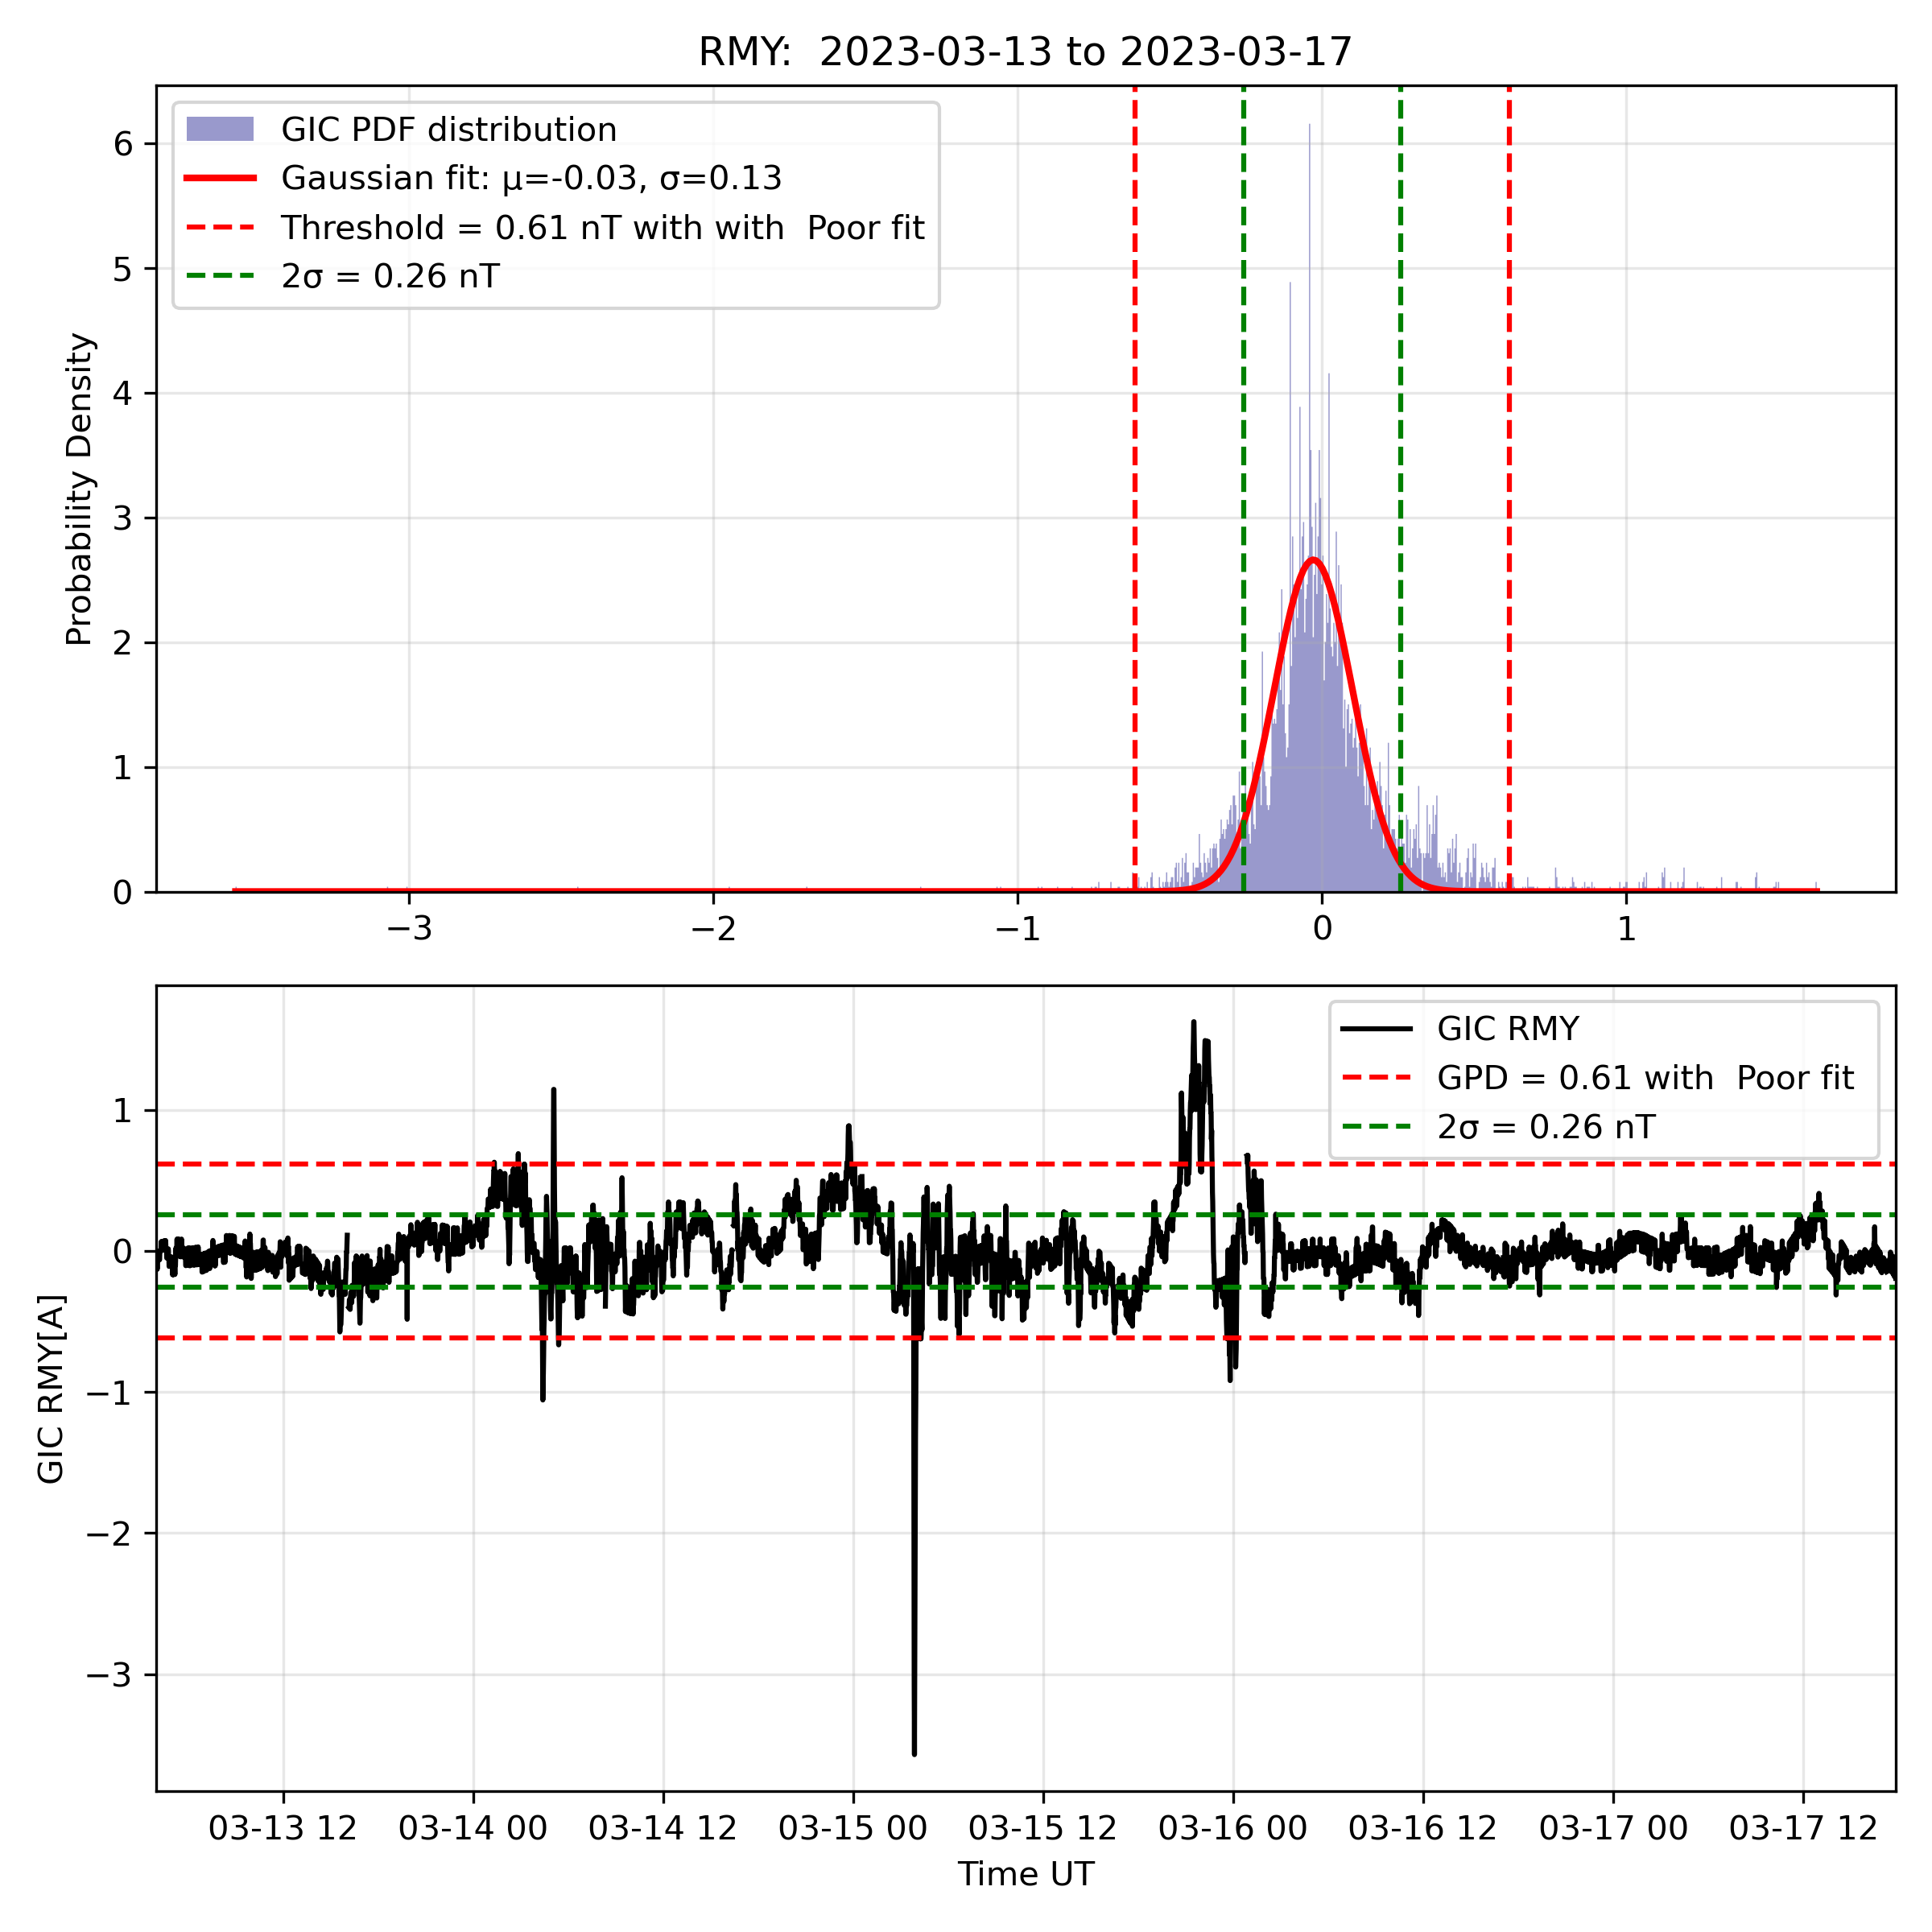 RMY:  2023-03-13 to 2023-03-17
GIC PDF distribution
Gaussian fit: μ=-0.03, σ=0.13
Threshold = 0.61 nT with with  Poor fit
2σ = 0.26 nT
Probability Density
6
5
4
3
2
1
0
−3
−2
−1
0
1
GIC RMY
GPD = 0.61 with  Poor fit
2σ = 0.26 nT
GIC RMY[A]
1
0
−1
−2
−3
03-13 12
03-14 00
03-14 12
03-15 00
03-15 12
03-16 00
03-16 12
03-17 00
03-17 12
Time UT